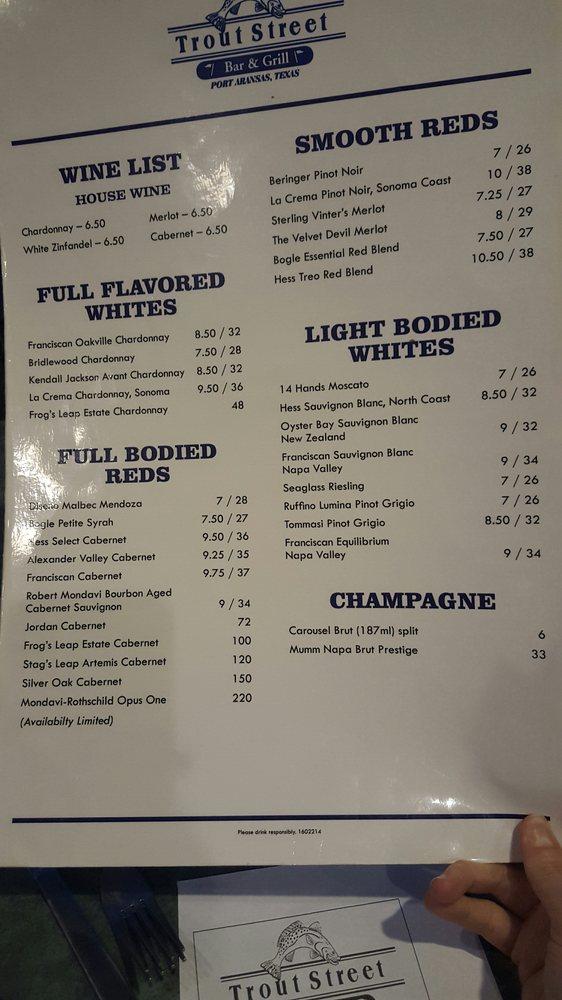 Trout Street
Bar & Grill
PORT ARANSAS, TEXAS
WINE LIST
HOUSE WINE
Chardonnay – 6.50
Merlot – 6.50
White Zinfandel – 6.50
Cabernet – 6.50
FULL FLAVORED
WHITES
Franciscan Oakville Chardonnay 8.50 / 32
Bridlewood Chardonnay 7.50 / 28
Kendall Jackson Avant Chardonnay 8.50 / 32
La Crema Chardonnay, Sonoma 9.50 / 36
Frog's Leap Estate Chardonnay 48
FULL BODIED
REDS
Diseño Malbec Mendoza 7 / 28
Bogle Petite Syrah 7.50 / 27
Hess Select Cabernet 9.50 / 36
Alexander Valley Cabernet 9.25 / 35
Franciscan Cabernet 9.75 / 37
Robert Mondavi Bourbon Aged
Cabernet Sauvignon 9 / 34
Jordan Cabernet 72
Frog's Leap Estate Cabernet 100
Stag's Leap Artemis Cabernet 120
Silver Oak Cabernet 150
Mondavi-Rothschild Opus One 220
(Availabilty Limited)
SMOOTH REDS
Beringer Pinot Noir 7 / 26
La Crema Pinot Noir, Sonoma Coast 10 / 38
Sterling Vinter's Merlot 7.25 / 27
The Velvet Devil Merlot 8 / 29
Bogle Essential Red Blend 7.50 / 27
Hess Treo Red Blend 10.50 / 38
LIGHT BODIED
WHITES
14 Hands Moscato 7 / 26
Hess Sauvignon Blanc, North Coast 8.50 / 32
Oyster Bay Sauvignon Blanc
New Zealand 9 / 32
Franciscan Sauvignon Blanc
Napa Valley 9 / 34
Seaglass Riesling 7 / 26
Ruffino Lumina Pinot Grigio 7 / 26
Tommasi Pinot Grigio 8.50 / 32
Franciscan Equilibrium
Napa Valley 9 / 34
CHAMPAGNE
Carousel Brut (187ml) split 6
Mumm Napa Brut Prestige 33
Please drink responsibly. 1602214
Trout Street